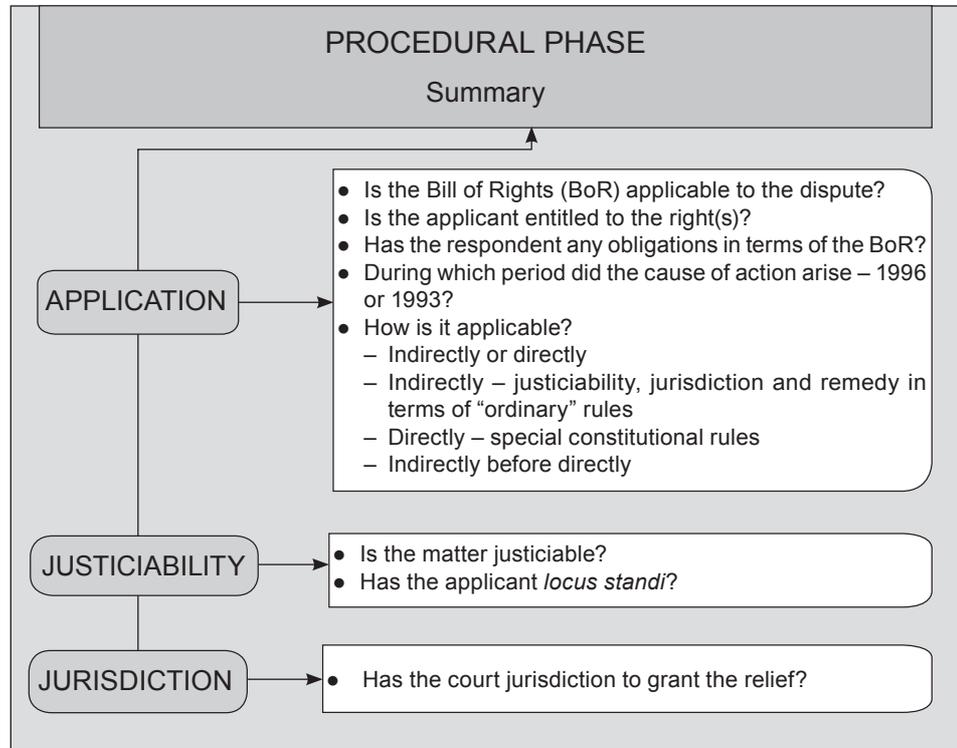 PROCEDURAL PHASE
Summary
APPLICATION
● Is the Bill of Rights (BoR) applicable to the dispute?
● Is the applicant entitled to the right(s)?
● Has the respondent any obligations in terms of the BoR?
● During which period did the cause of action arise – 1996
or 1993?
● How is it applicable?
– Indirectly or directly
– Indirectly – justiciability, jurisdiction and remedy in
terms of “ordinary” rules
– Directly – special constitutional rules
– Indirectly before directly
JUSTICIABILITY
● Is the matter justiciable?
● Has the applicant locus standi?
JURISDICTION
● Has the court jurisdiction to grant the relief?